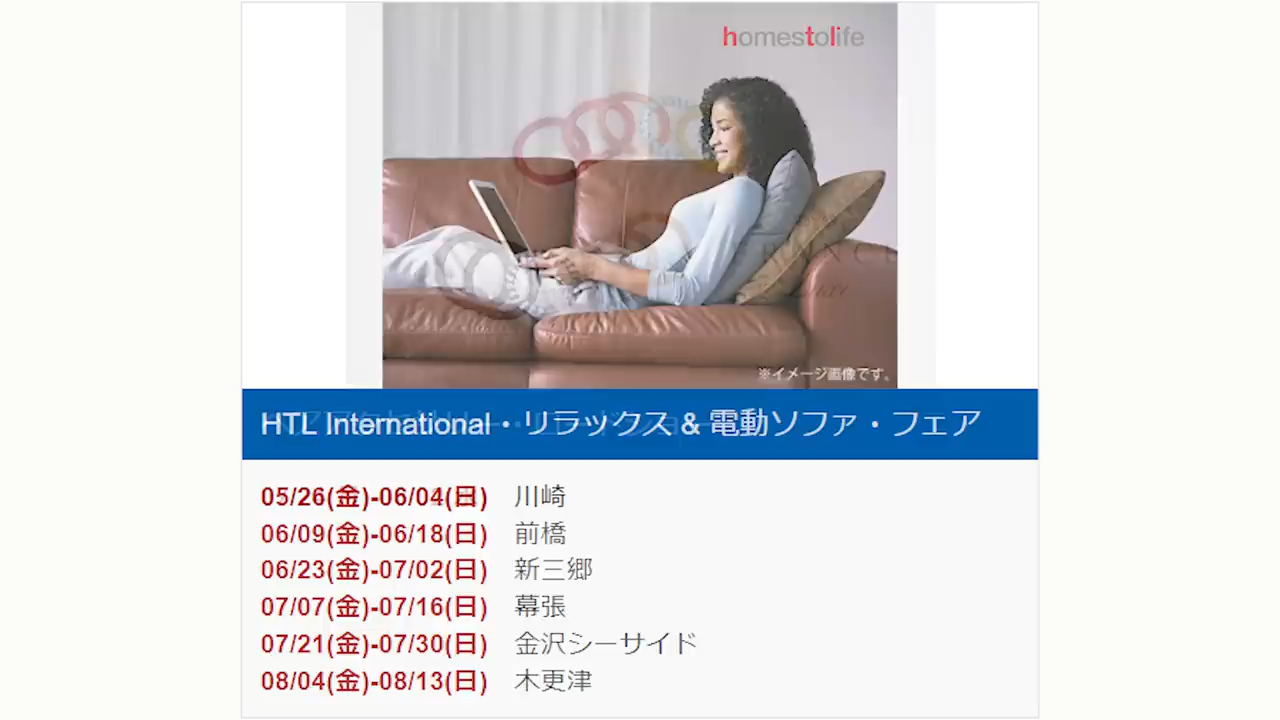 homestolife
※イメージ画像です。
HTL International・リラックス & 電動ソファ・フェア
05/26(金)-06/04(日) 川崎
06/09(金)-06/18(日) 前橋
06/23(金)-07/02(日) 新三郷
07/07(金)-07/16(日) 幕張
07/21(金)-07/30(日) 金沢シーサイド
08/04(金)-08/13(日) 木更津